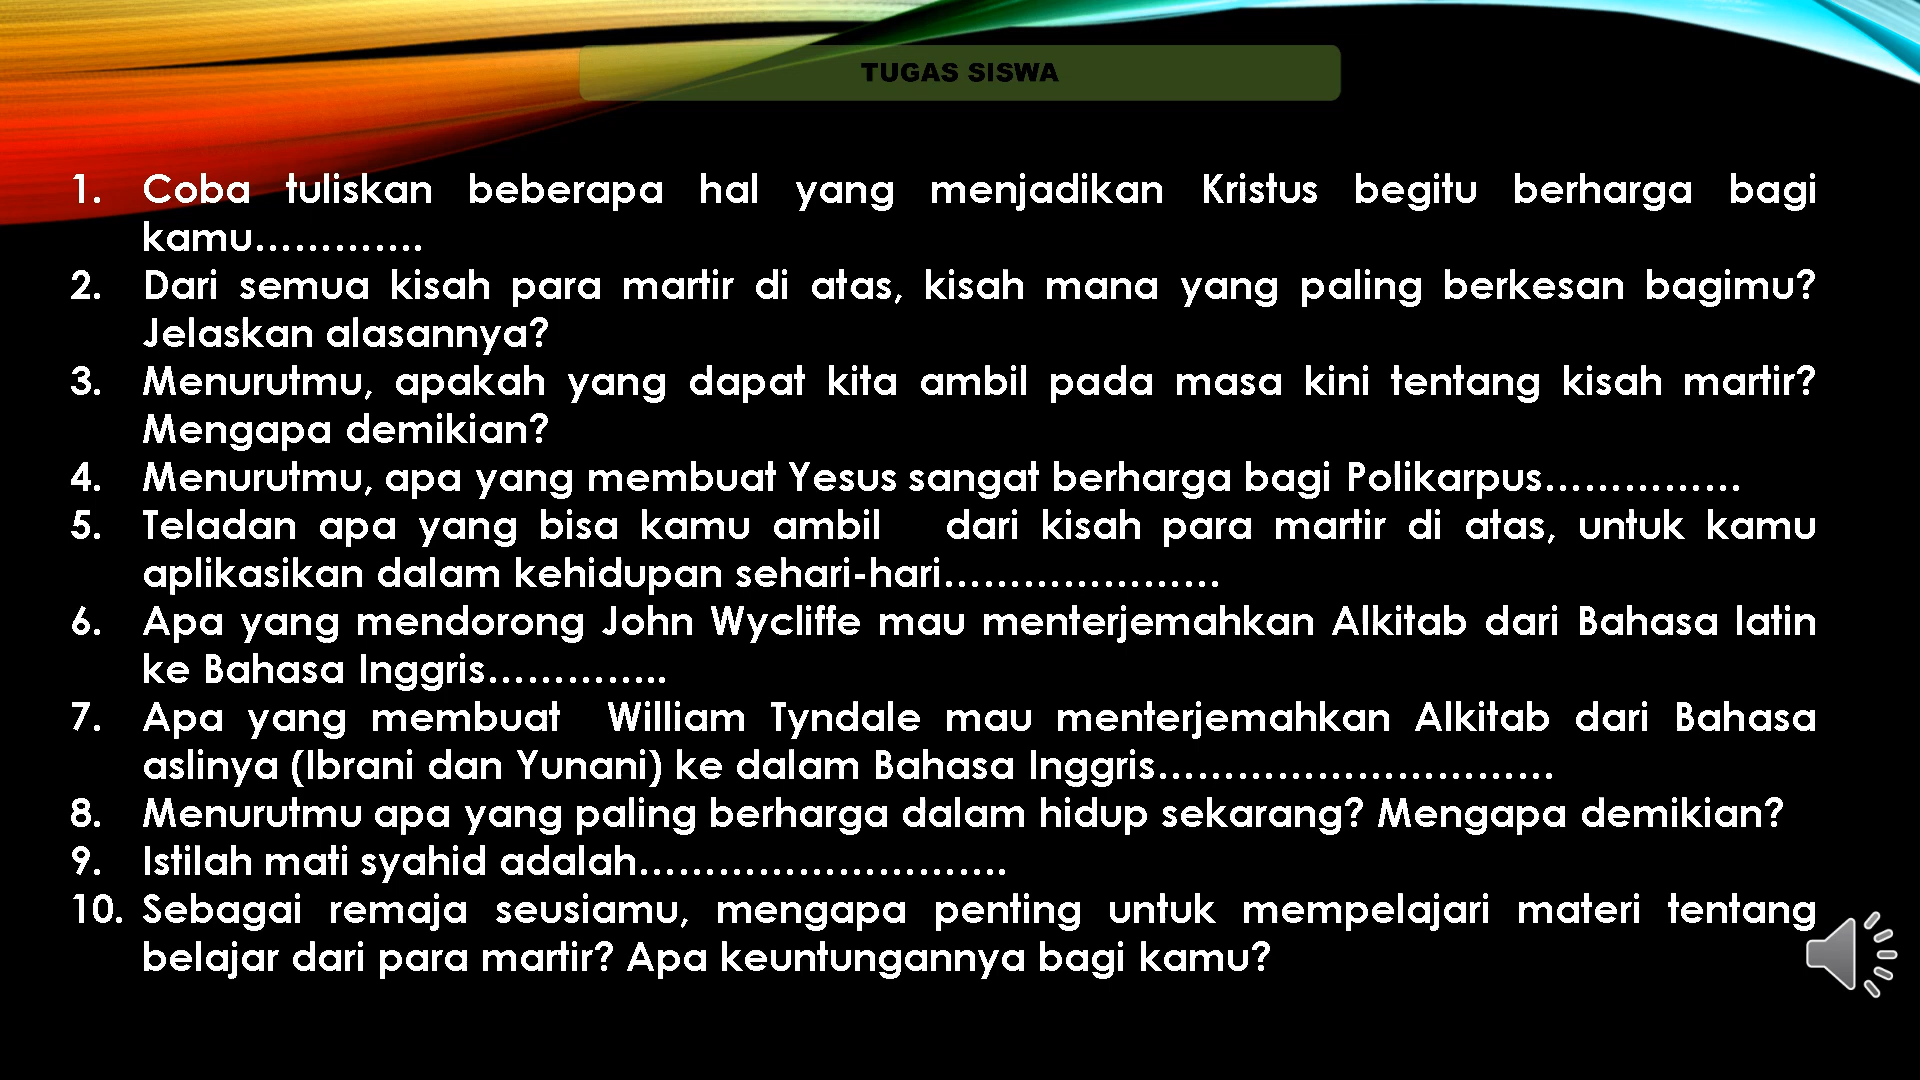 TUGAS SISWA
1. Coba tuliskan beberapa hal yang menjadikan Kristus begitu berharga bagi
kamu………….
2. Dari semua kisah para martir di atas, kisah mana yang paling berkesan bagimu?
Jelaskan alasannya?
3. Menurutmu, apakah yang dapat kita ambil pada masa kini tentang kisah martir?
Mengapa demikian?
4. Menurutmu, apa yang membuat Yesus sangat berharga bagi Polikarpus……………
5. Teladan apa yang bisa kamu ambil dari kisah para martir di atas, untuk kamu
aplikasikan dalam kehidupan sehari-hari…………………
6. Apa yang mendorong John Wycliffe mau menterjemahkan Alkitab dari Bahasa latin
ke Bahasa Inggris…………..
7. Apa yang membuat William Tyndale mau menterjemahkan Alkitab dari Bahasa
aslinya (Ibrani dan Yunani) ke dalam Bahasa Inggris…………………………
8. Menurutmu apa yang paling berharga dalam hidup sekarang? Mengapa demikian?
9. Istilah mati syahid adalah……………………….
10. Sebagai remaja seusiamu, mengapa penting untuk mempelajari materi tentang
belajar dari para martir? Apa keuntungannya bagi kamu?